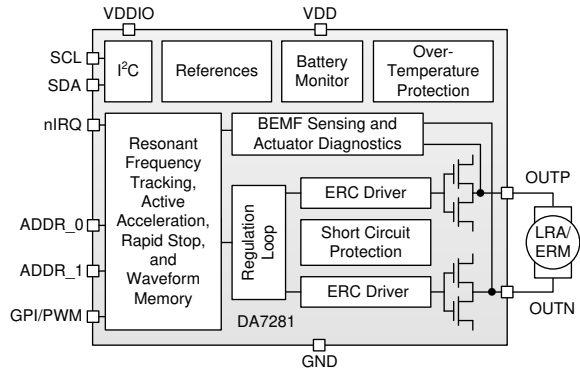 VDDIO
VDD
SCL
SDA
I²C
References
Battery
Monitor
Over-
Temperature
Protection
nIRQ
ADDR_0
ADDR_1
GPI/PWM
Resonant
Frequency
Tracking,
Active
Acceleration,
Rapid Stop,
and
Waveform
Memory
BEMF Sensing and
Actuator Diagnostics
Regulation
Loop
ERC Driver
Short Circuit
Protection
ERC Driver
DA7281
OUTP
LRA/
ERM
OUTN
GND